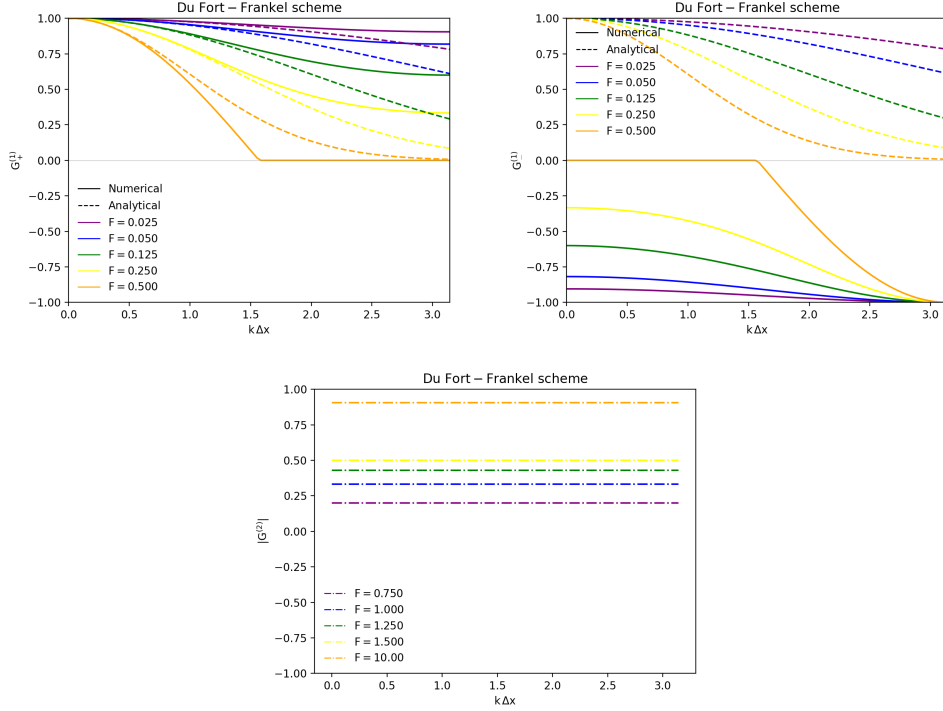 Du Fort – Frankel scheme
1.00
0.75
0.50
0.25
0.00
−0.25
−0.50
−0.75
−1.00
G₊⁽¹⁾
Numerical
Analytical
F = 0.025
F = 0.050
F = 0.125
F = 0.250
F = 0.500
0.0 0.5 1.0 1.5 2.0 2.5 3.0
k Δx
Du Fort – Frankel scheme
1.00
0.75
0.50
0.25
0.00
−0.25
−0.50
−0.75
−1.00
G₋⁽¹⁾
Numerical
Analytical
F = 0.025
F = 0.050
F = 0.125
F = 0.250
F = 0.500
0.0 0.5 1.0 1.5 2.0 2.5 3.0
k Δx
Du Fort – Frankel scheme
1.00
0.75
0.50
0.25
0.00
−0.25
−0.50
−0.75
−1.00
|G⁽²⁾|
F = 0.750
F = 1.000
F = 1.250
F = 1.500
F = 10.00
0.0 0.5 1.0 1.5 2.0 2.5 3.0
k Δx